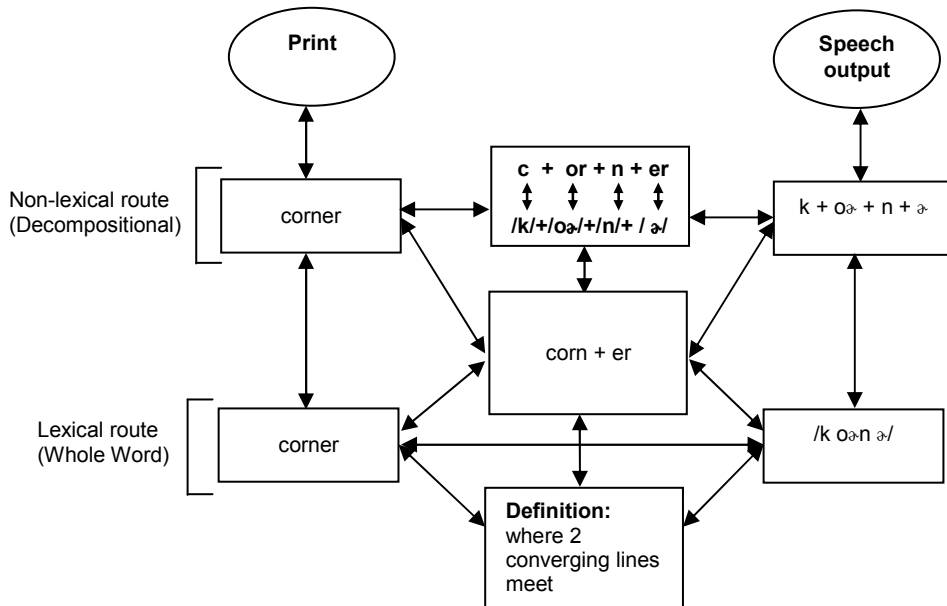 Print
Speech
output
Non-lexical route
(Decompositional)
corner
c + or + n + er
/k/+/oɚ/+/n/+ / ɚ/
k + oɚ + n + ɚ
corn + er
Lexical route
(Whole Word)
corner
/k oɚn ɚ/
Definition:
where 2
converging lines
meet